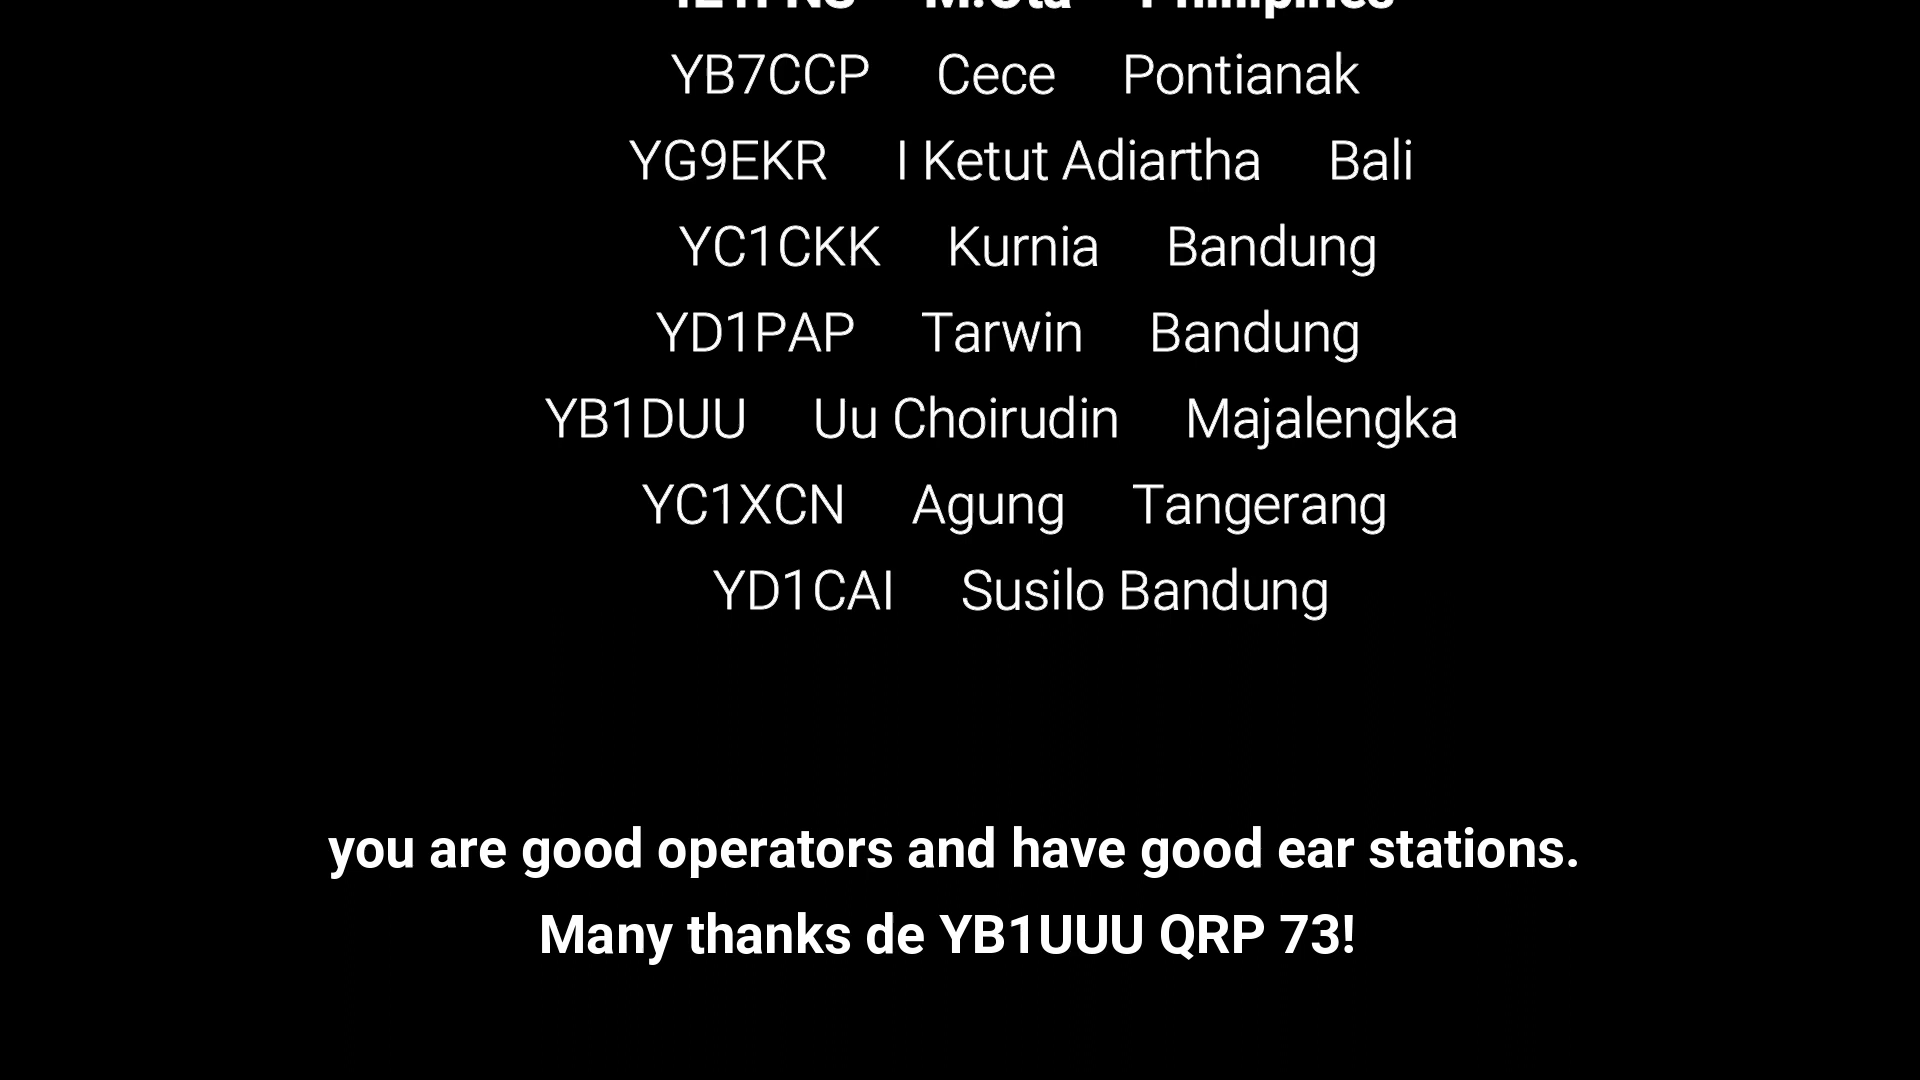 YB7CCP Cece Pontianak
YG9EKR I Ketut Adiartha Bali
YC1CKK Kurnia Bandung
YD1PAP Tarwin Bandung
YB1DUU Uu Choirudin Majalengka
YC1XCN Agung Tangerang
YD1CAI Susilo Bandung
you are good operators and have good ear stations.
Many thanks de YB1UUU QRP 73!